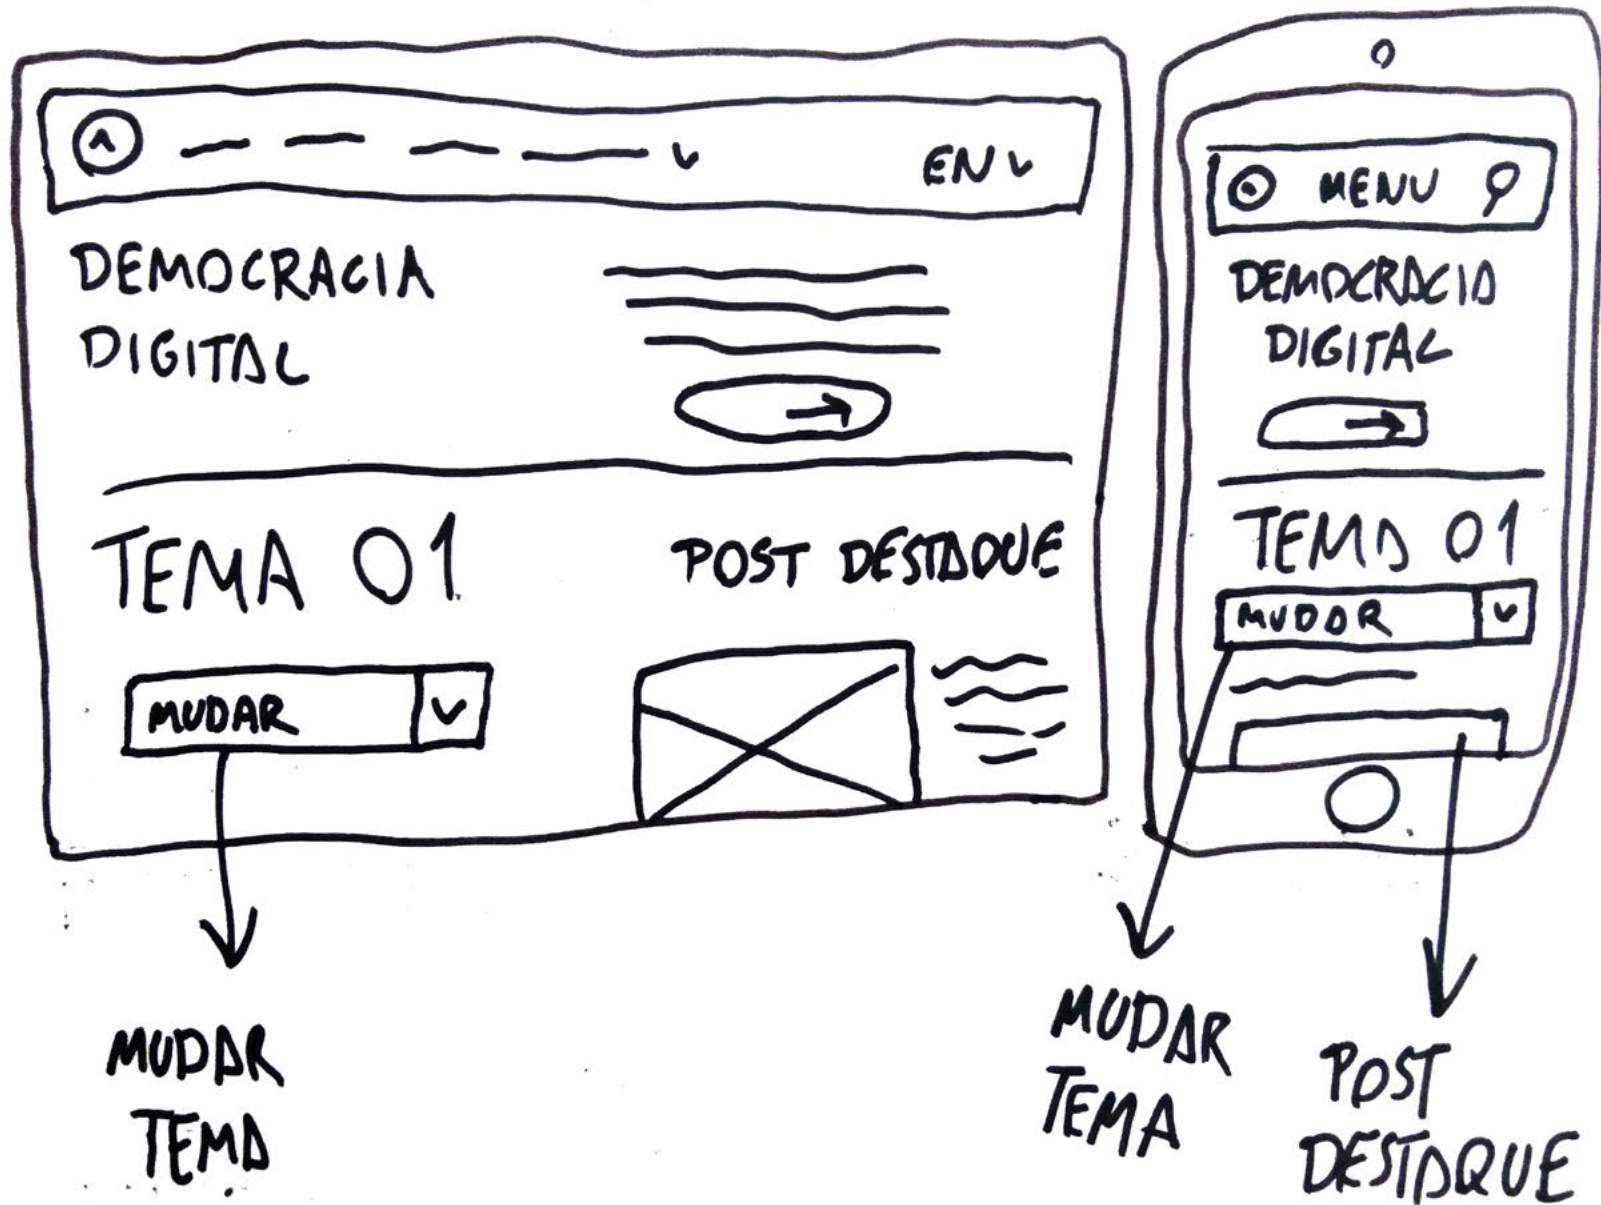 EN
DEMOCRACIA
DIGITAL
TEMA 01
POST DESTAQUE
MUDAR
MUDAR
TEMA
MENU
DEMOCRACIA
DIGITAL
TEMA 01
MUDAR
MUDAR
TEMA
POST
DESTAQUE